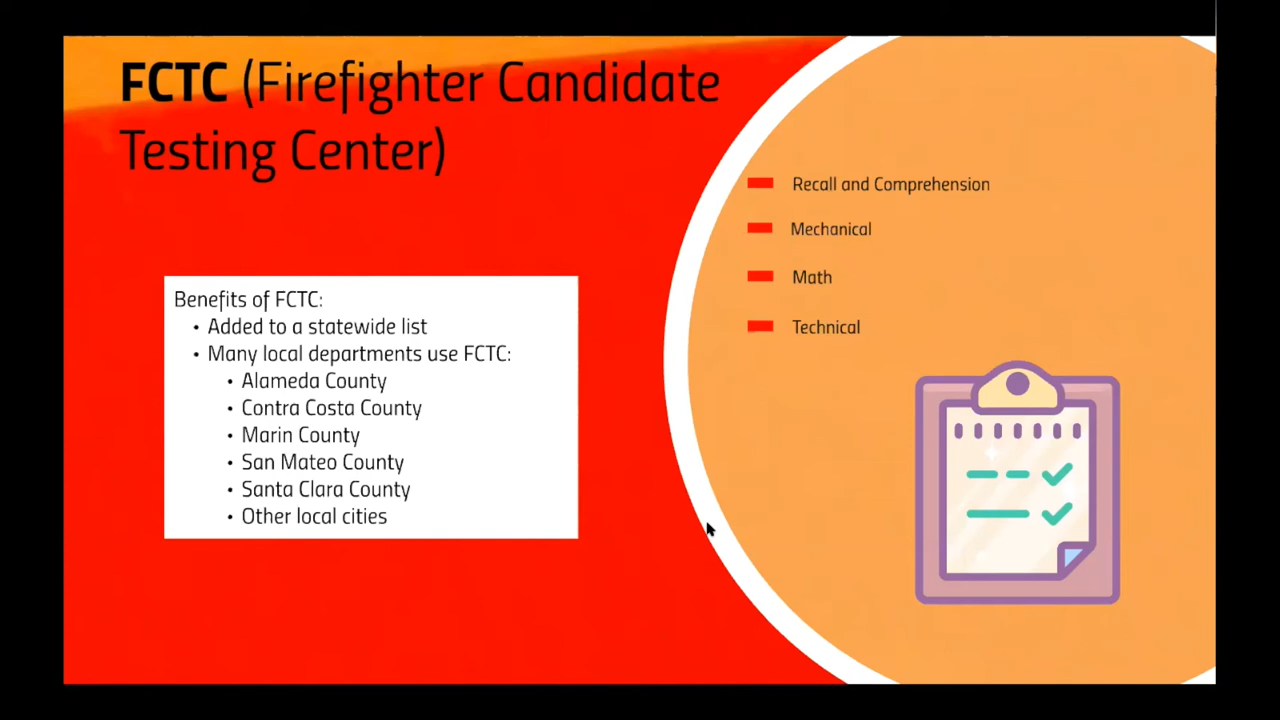 FCTC (Firefighter Candidate
Testing Center)
Benefits of FCTC:
• Added to a statewide list
• Many local departments use FCTC:
• Alameda County
• Contra Costa County
• Marin County
• San Mateo County
• Santa Clara County
• Other local cities
Recall and Comprehension
Mechanical
Math
Technical